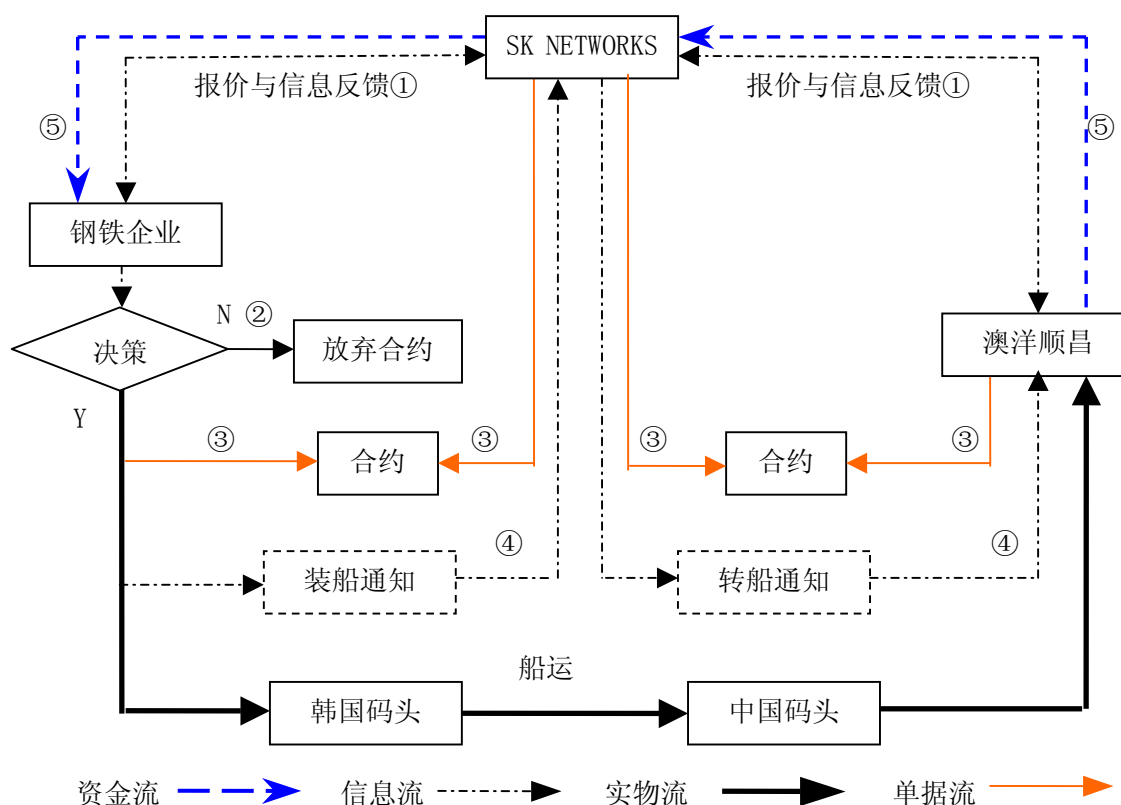 SK NETWORKS
报价与信息反馈①
报价与信息反馈①
⑤
⑤
钢铁企业
N ②
决策
放弃合约
澳洋顺昌
Y
③
合约
③
③
合约
③
装船通知
④
转船通知
④
船运
韩国码头
中国码头
资金流
信息流
实物流
单据流